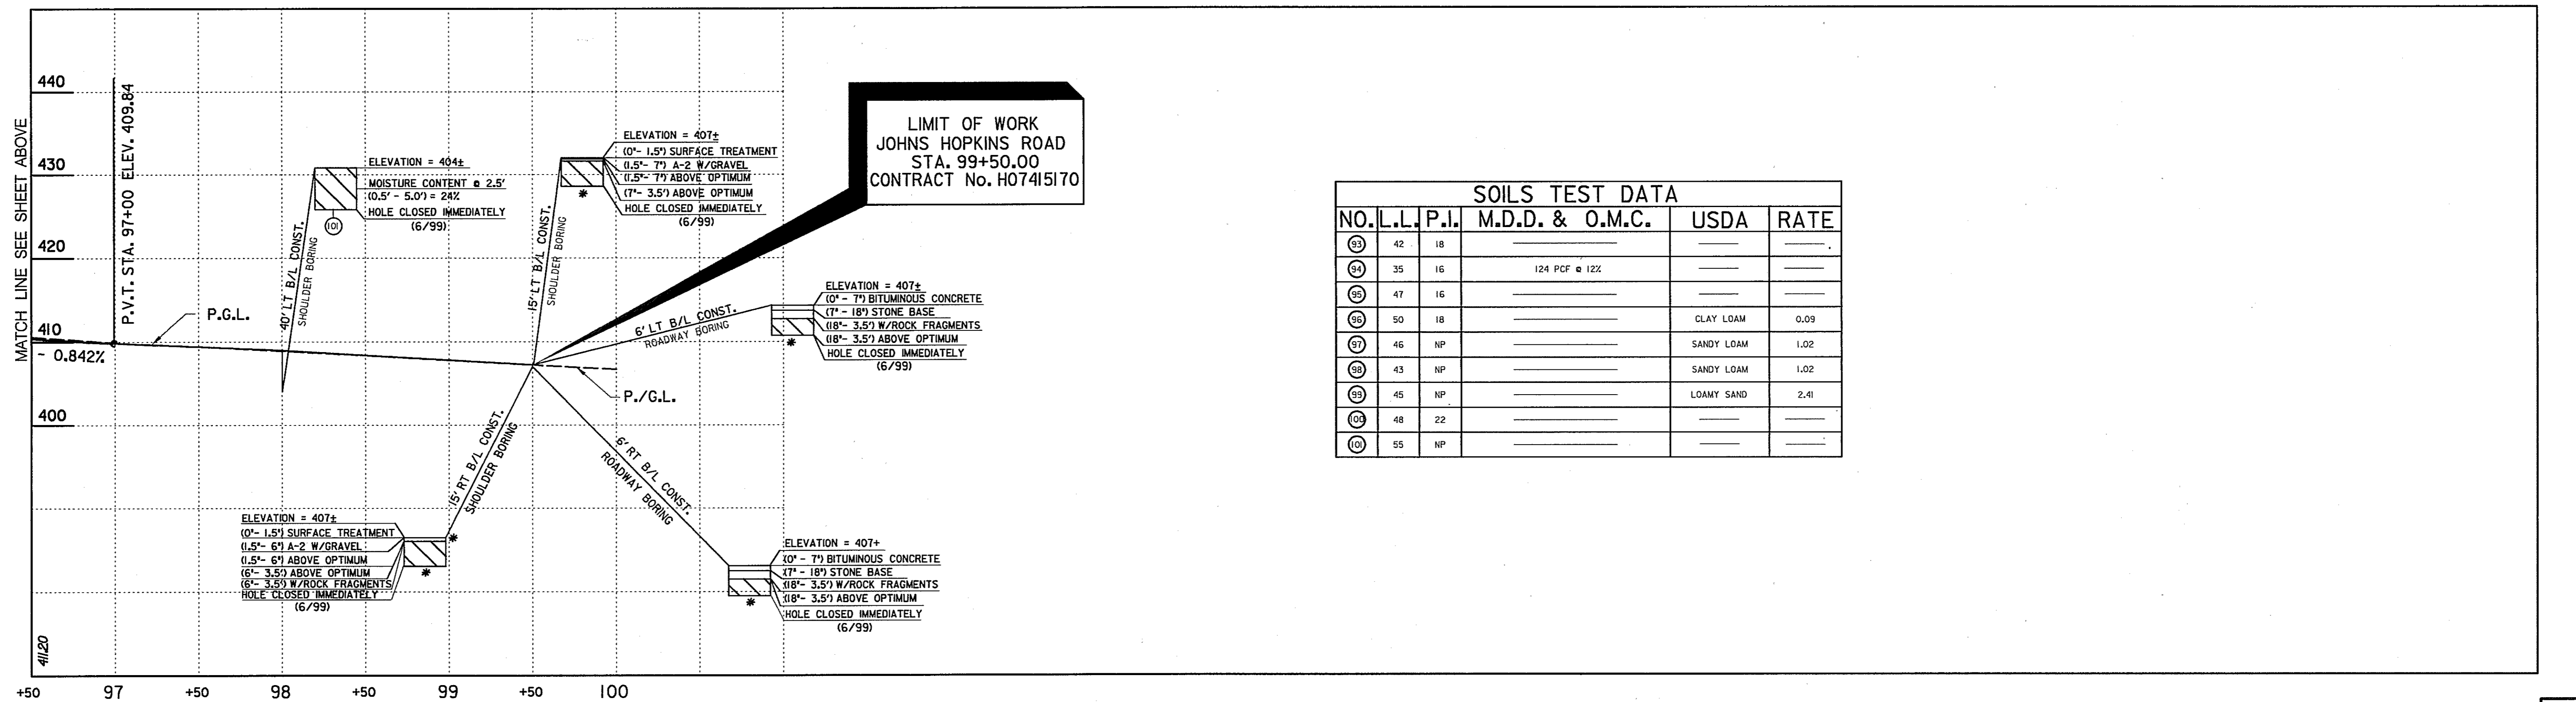 MATCH LINE SEE SHEET ABOVE
440
430
420
410
- 0.842%
400
41.20
P.V.T. STA. 97+00 ELEV. 409.84
P.G.L.
40' LT B/L CONST.
SHOULDER BORING
ELEVATION = 404±
MOISTURE CONTENT @ 2.5'
(0.5' - 5.0') = 24%
HOLE CLOSED IMMEDIATELY
(6/99)
101
15' LT B/L CONST.
SHOULDER BORING
ELEVATION = 407±
(0"- 1.5") SURFACE TREATMENT
(1.5"- 7") A-2 W/GRAVEL
(1.5"- 7") ABOVE OPTIMUM
(7"- 3.5') ABOVE OPTIMUM
HOLE CLOSED IMMEDIATELY
(6/99)
*
LIMIT OF WORK
JOHNS HOPKINS ROAD
STA. 99+50.00
CONTRACT No. HO7415170
6' LT B/L CONST.
ROADWAY BORING
ELEVATION = 407±
(0" - 7") BITUMINOUS CONCRETE
(7" - 18") STONE BASE
(18"- 3.5') W/ROCK FRAGMENTS
(18"- 3.5') ABOVE OPTIMUM
HOLE CLOSED IMMEDIATELY
(6/99)
*
P./G.L.
15' RT B/L CONST.
SHOULDER BORING
ELEVATION = 407±
(0"- 1.5") SURFACE TREATMENT
(1.5"- 6") A-2 W/GRAVEL
(1.5"- 6") ABOVE OPTIMUM
(6"- 3.5') ABOVE OPTIMUM
(6"- 3.5') W/ROCK FRAGMENTS
HOLE CLOSED IMMEDIATELY
(6/99)
*
*
6' RT B/L CONST.
ROADWAY BORING
ELEVATION = 407+
(0" - 7") BITUMINOUS CONCRETE
(7" - 18") STONE BASE
(18"- 3.5') W/ROCK FRAGMENTS
(18"- 3.5') ABOVE OPTIMUM
HOLE CLOSED IMMEDIATELY
(6/99)
*
+50 97 +50 98 +50 99 +50 100
SOILS TEST DATA
NO. L.L. P.I. M.D.D. & O.M.C. USDA RATE
93 42 18
94 35 16 124 PCF @ 12%
95 47 16
96 50 18 CLAY LOAM 0.09
97 46 NP SANDY LOAM 1.02
98 43 NP SANDY LOAM 1.02
99 45 NP LOAMY SAND 2.41
100 48 22
101 55 NP